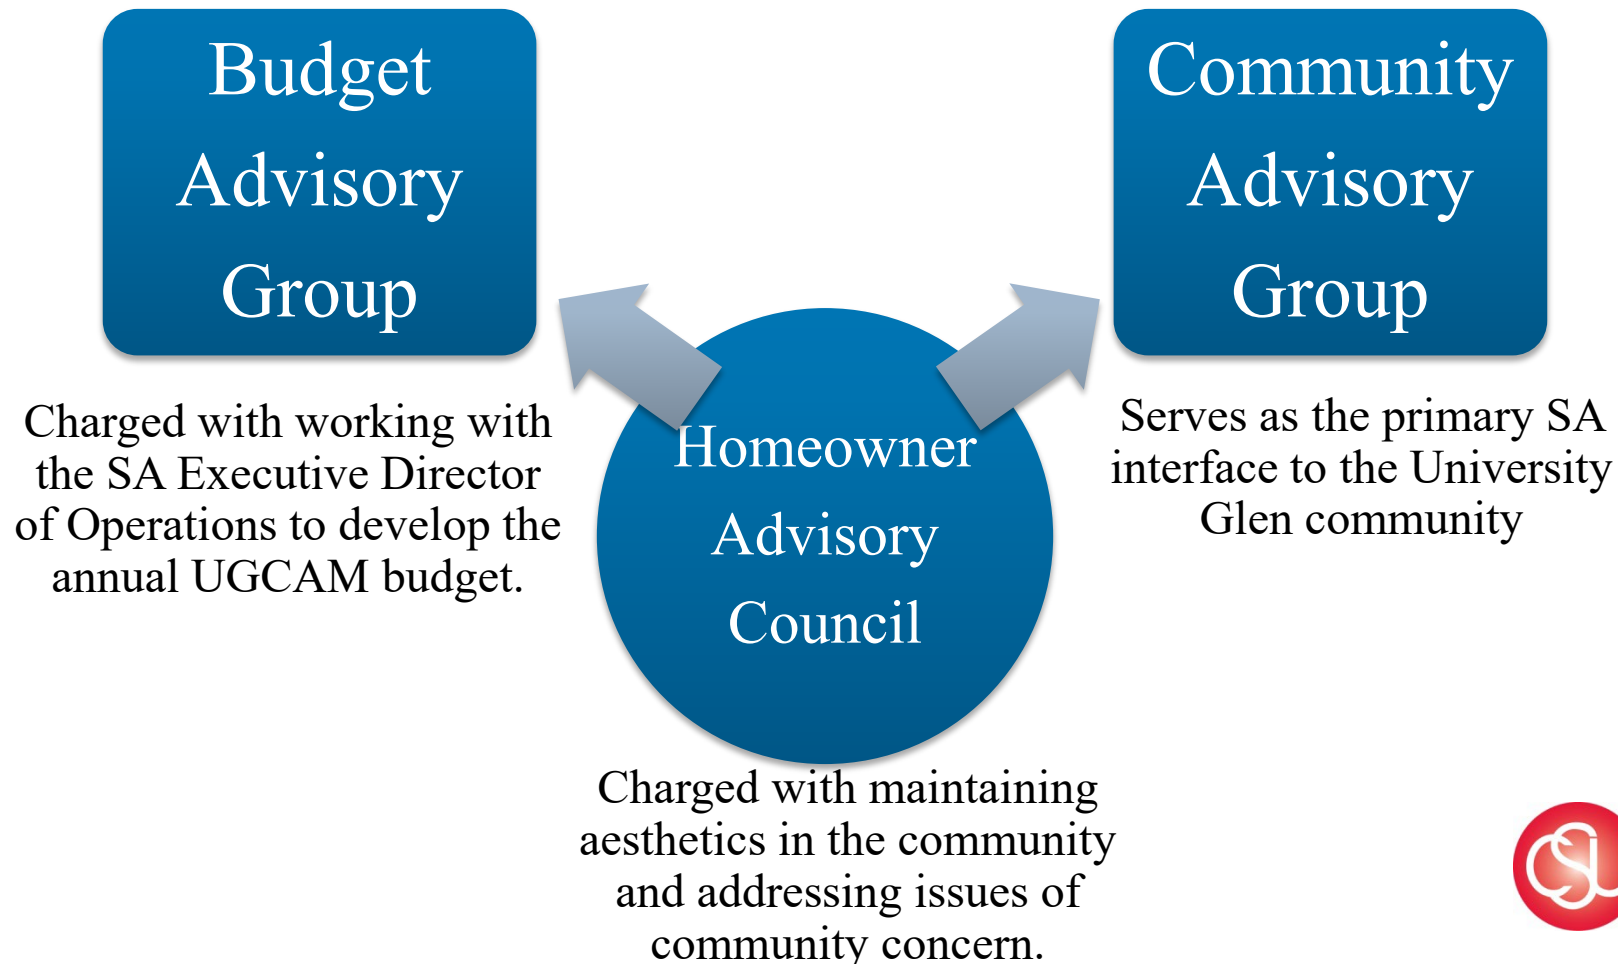 Budget
Advisory
Group
Charged with working with
the SA Executive Director
of Operations to develop the
annual UGCAM budget.
Homeowner
Advisory
Council
Charged with maintaining
aesthetics in the community
and addressing issues of
community concern.
Community
Advisory
Group
Serves as the primary SA
interface to the University
Glen community